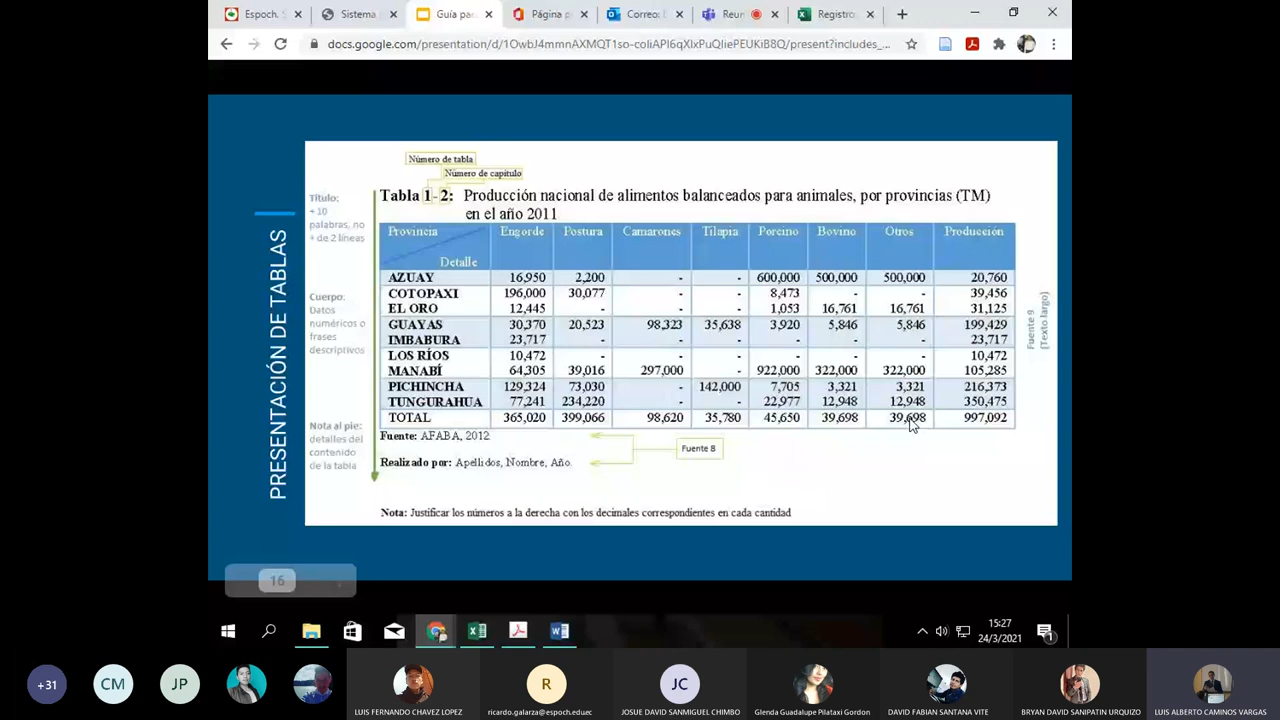 Espoch. S
Sistema.
Guía par
Página p
Correo: D
Reun
Registro
docs.google.com/presentation/d/1OwbJ4mmnAXMQT1so-coliAPI6qXlxPuQIiePEUKiB8Q/present?includes_...
PRESENTACIÓN DE TABLAS
Número de tabla
Número de capitulo
Título:
+ 10
palabras, no
+ de 2 líneas
Cuerpo:
Datos
numéricos o
frases
descriptivos
Nota al pie:
detalles del
contenido
de la tabla
Tabla 1-2: Producción nacional de alimentos balanceados para animales, por provincias (TM)
en el año 2011
Provincia Detalle Engorde Postura Camarones Tilapia Porcino Bovino Otros Producción
AZUAY 16,950 2,200 - - 600,000 500,000 500,000 20,760
COTOPAXI 196,000 30,077 - - 8,473 - - 39,456
EL ORO 12,445 - - - 1,053 16,761 16,761 31,125
GUAYAS 30,370 20,523 98,323 35,638 3,920 5,846 5,846 199,429
IMBABURA 23,717 - - - - - - 23,717
LOS RÍOS 10,472 - - - - - - 10,472
MANABÍ 64,305 39,016 297,000 - 922,000 322,000 322,000 105,285
PICHINCHA 129,324 73,030 - 142,000 7,705 3,321 3,321 216,373
TUNGURAHUA 77,241 234,220 - - 22,977 12,948 12,948 350,475
TOTAL 365,020 399,066 98,620 35,780 45,650 39,698 39,698 997,092
Fuente: AFABA, 2012.
Realizado por: Apellidos, Nombre, Año.
Fuente 8
Fuente 9
(Texto largo)
Nota: Justificar los números a la derecha con los decimales correspondientes en cada cantidad
16
15:27
24/3/2021
1
+31
CM
JP
R
JC
LUIS FERNANDO CHAVEZ LOPEZ
ricardo.galarza@espoch.eduec
JOSUE DAVID SANMIGUEL CHIMBO
Glenda Guadalupe Pilataxi Gordon
DAVID FABIAN SANTANA VITE
BRYAN DAVID SANIPATIN URQUIZO
LUIS ALBERTO CAMINOS VARGAS